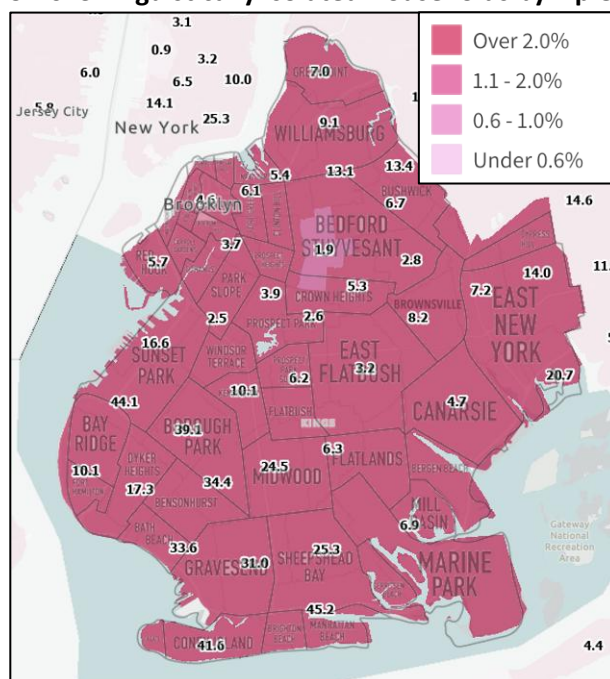 Over 2.0%
1.1 - 2.0%
0.6 - 1.0%
Under 0.6%
3.1
0.9
3.2
6.0
6.5
10.0
5.8
14.1
Jersey City
25.3
New York
7.0
9.1
WILLIAMSBURG
13.1
13.4
5.4
BUSHWICK
6.1
6.7
14.6
Brooklyn
BEDFORD
STUYVESANT
1.9
3.7
2.8
RED
HOOK
5.7
14.0
PARK
SLOPE
3.9
5.3
CROWN HEIGHTS
BROWNSVILLE
7.2
EAST
NEW
YORK
2.5
2.6
PROSPECT PARK
8.2
16.6
SUNSET
PARK
WINDSOR
TERRACE
EAST
FLATBUSH
3.2
10.1
6.2
20.7
44.1
4.7
CANARSIE
FLATBUSH
KINGS
BAY
RIDGE
BOROUGH
PARK
39.1
6.3
FLATLANDS
24.5
MIDWOOD
DYKER
HEIGHTS
10.1
FORT
HAMILTON
BERGEN BEACH
34.4
17.3
BENSONHURST
MILL
BASIN
6.9
BATH
BEACH
33.6
GRAVESEND
31.0
25.3
SHEEPSHEAD
BAY
Gateway
National
Recreation
Area
MARINE
PARK
45.2
BRIGHTON
BEACH
MANHATTAN
BEACH
CONEY ISLAND
41.6
4.4